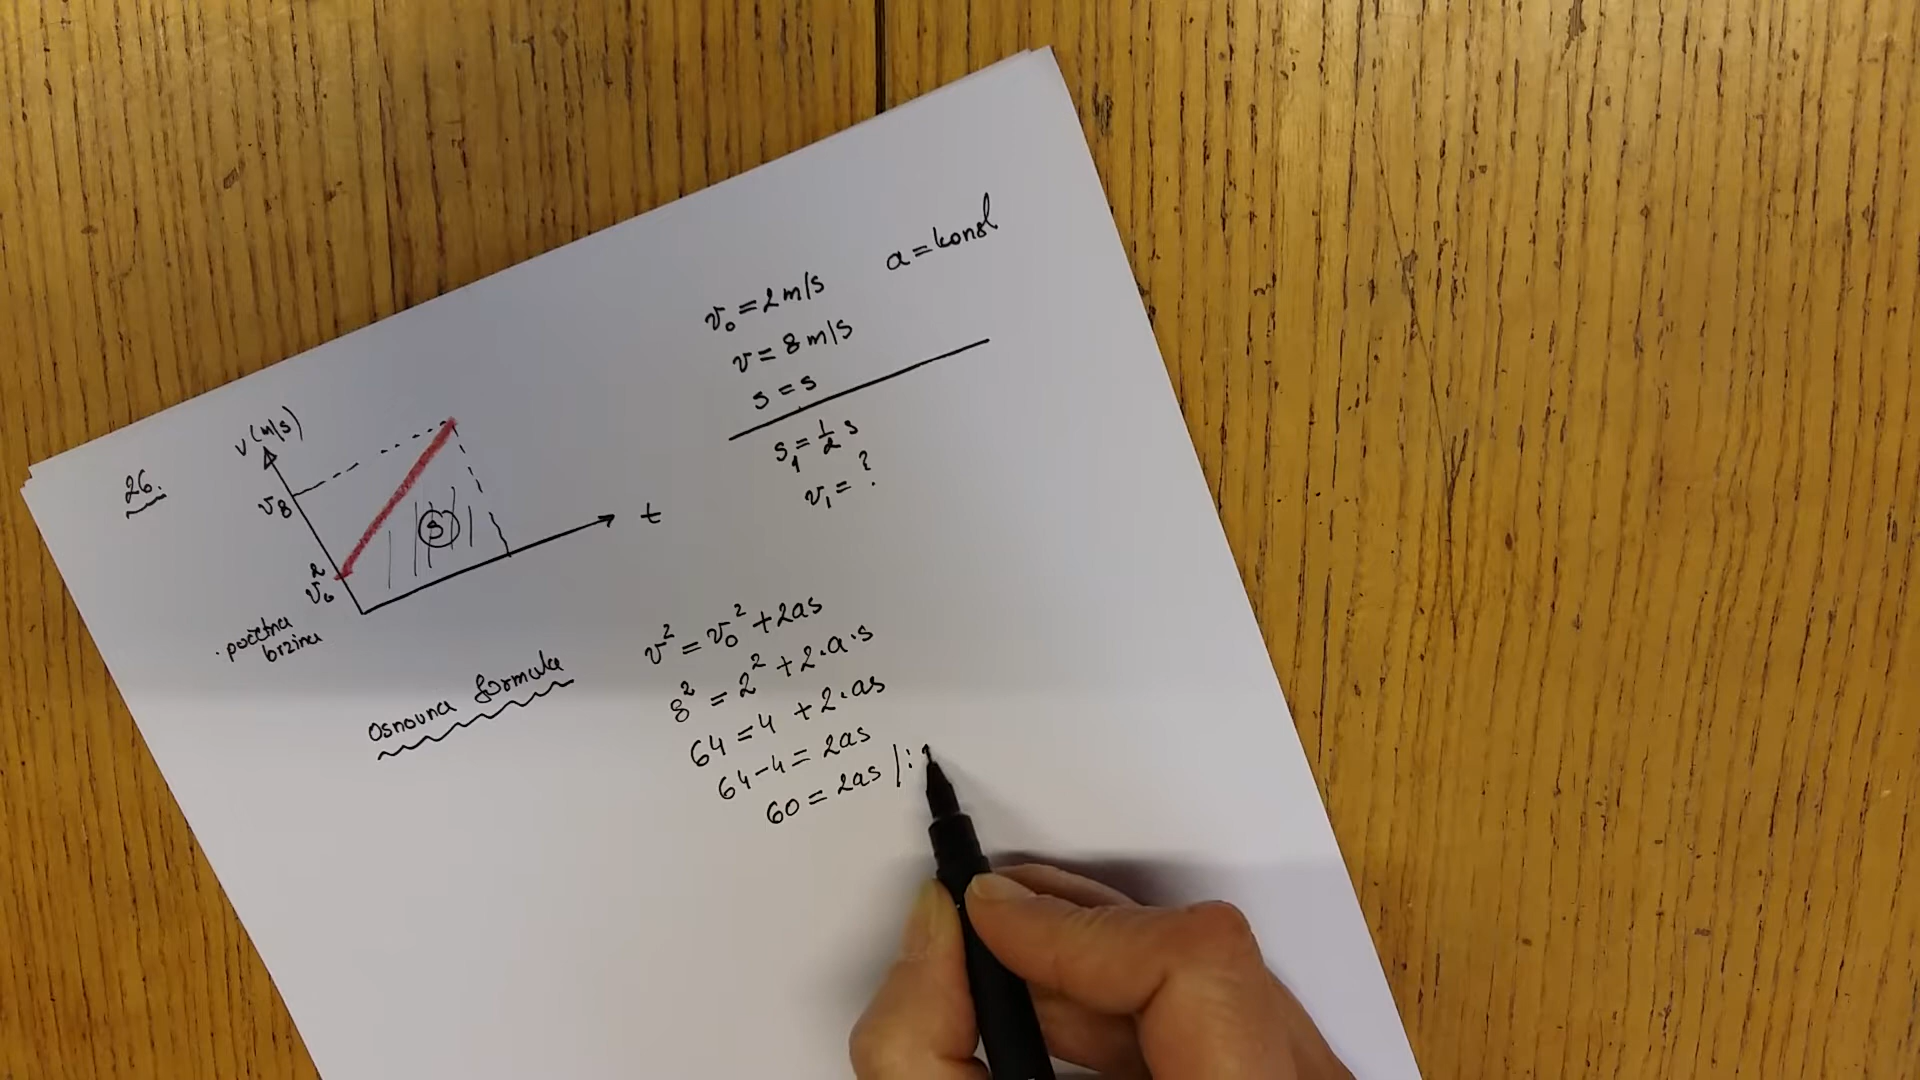 26.
v (m/s)
v 8
2
v₀
početna
brzina
S
t
v₀ = 2 m/s
a = konst
v = 8 m/s
s = s
s₁ = 1/2 s
v₁ = ?
Osnovna formula
v² = v₀² + 2as
8² = 2² + 2·a·s
64 = 4 + 2·as
64-4 = 2as
60 = 2as /: